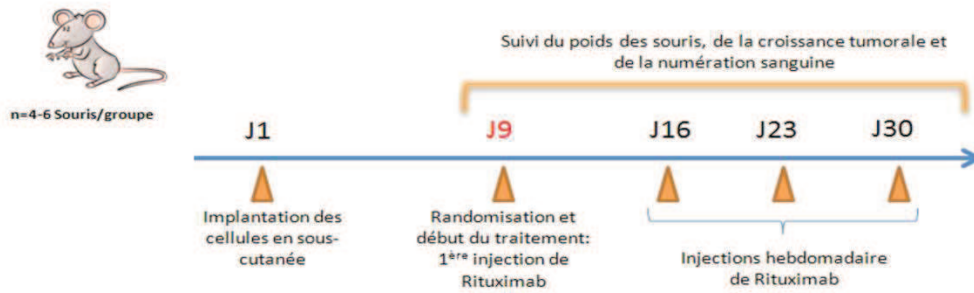 Suivi du poids des souris, de la croissance tumorale et
de la numération sanguine
n=4-6 Souris/groupe
J1
J9
J16
J23
J30
Implantation des
cellules en sous-
cutanée
Randomisation et
début du traitement:
1ère injection de
Rituximab
Injections hebdomadaire
de Rituximab